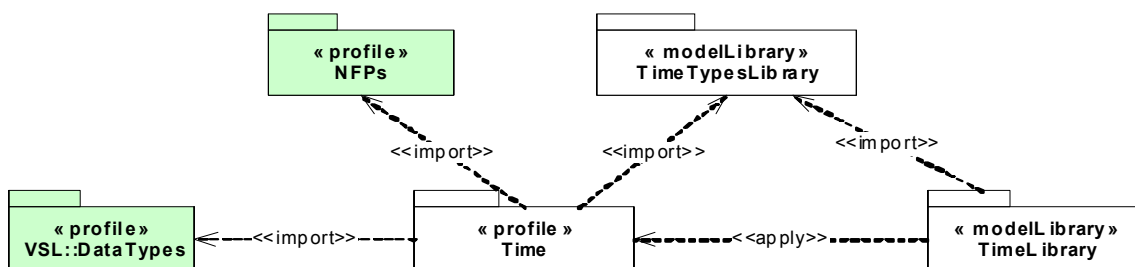 « profile »
NFPs
« modelLibrary »
TimeTypesLibrary
<<import>>
<<import>>
<<import>>
« profile »
VSL::DataTypes
<<import>>
« profile »
Time
<<apply>>
« modelLibrary »
TimeLibrary